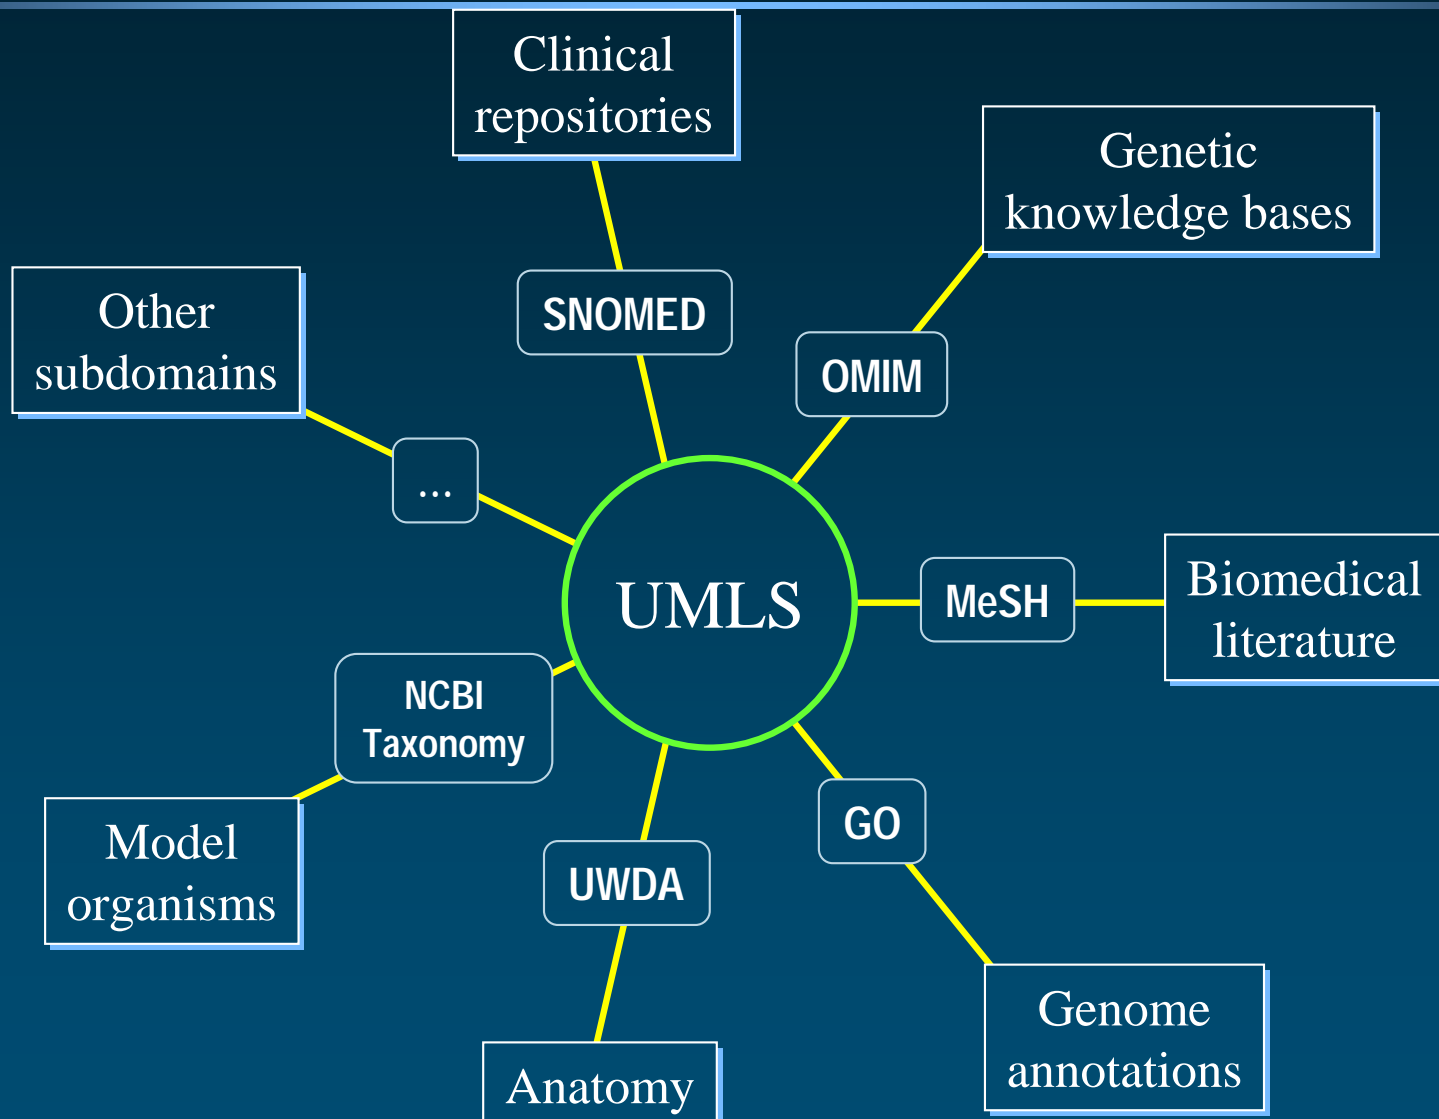 Clinical
repositories
Genetic
knowledge bases
Other
subdomains
SNOMED
OMIM
...
UMLS
MeSH
Biomedical
literature
NCBI
Taxonomy
GO
Model
organisms
UWDA
Genome
annotations
Anatomy